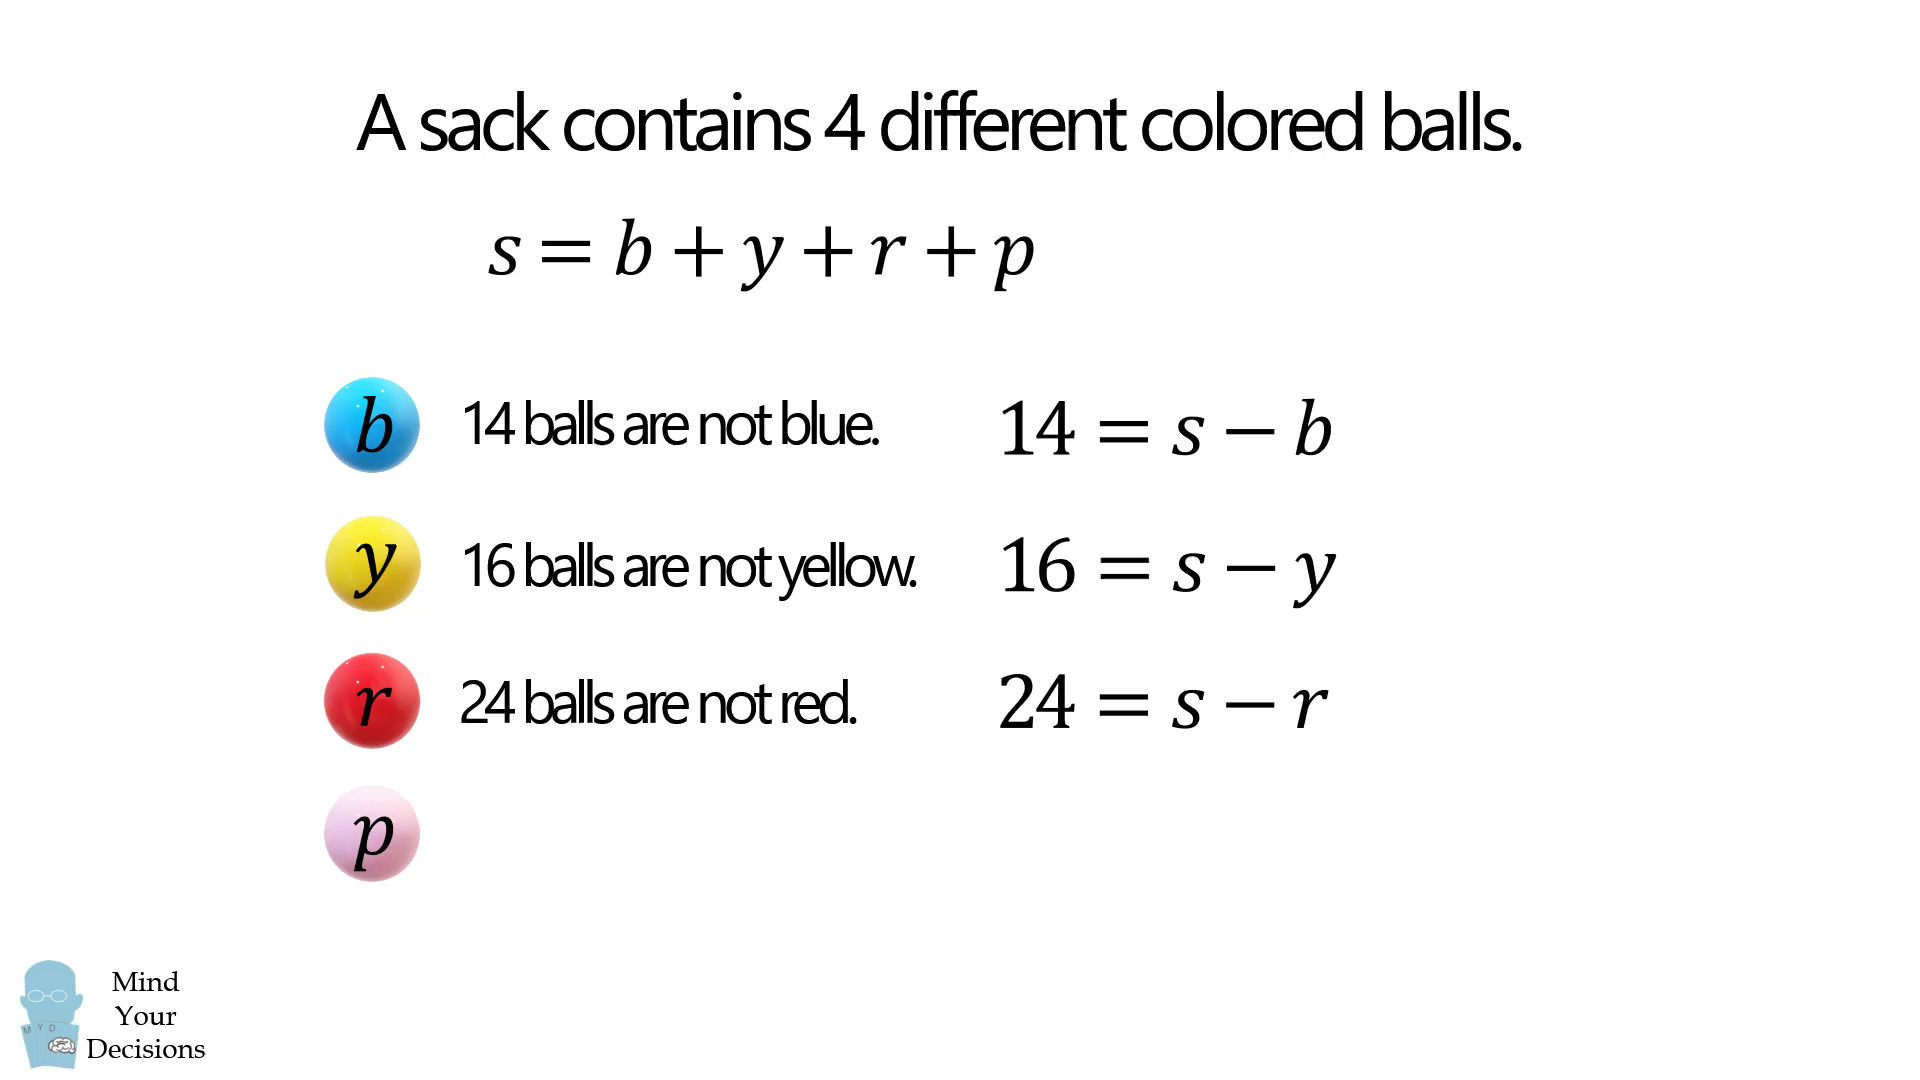 A sack contains 4 different colored balls.
s = b + y + r + p
b 14 balls are not blue. 14 = s − b
y 16 balls are not yellow. 16 = s − y
r 24 balls are not red. 24 = s − r
p
M Y D
Mind
Your
Decisions